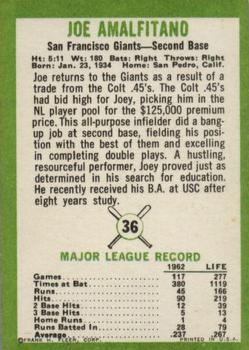 JOE AMALFITANO
San Francisco Giants—Second Base
Ht: 5:11 Wt: 180 Bats: Right Throws: Right
Born: Jan. 23, 1934 Home: San Pedro, Calif.
Joe returns to the Giants as a result of a
trade from the Colt .45's. The Colt .45's
had bid high for Joey, picking him in the
NL player pool for the $125,000 premium
price. This all-purpose infielder did a bang-
up job at second base, fielding his position
with the best of them and excelling in
completing double plays. A hustling,
resourceful performer, Joey proved just as
determined in his search for education.
He recently received his B.A. at USC after
eight years study.
36
MAJOR LEAGUE RECORD
1962 LIFE
Games 117 277
Times at Bat 380 1119
Runs 45 166
Hits 90 219
2 Base Hits 12 39
3 Base Hits 5 13
Home Runs 1 4
Runs Batted In 28 79
Average .237 .267
©FRANK H. FLEER, CORP. PRINTED IN U.S.A.